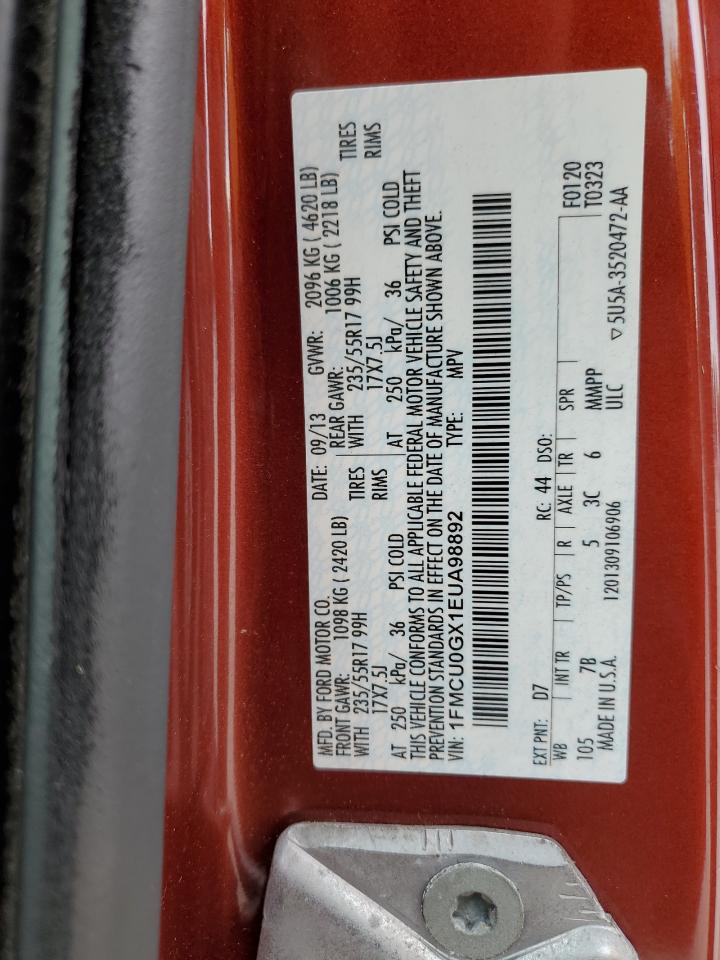 MFD. BY FORD MOTOR CO. DATE: 09/13 GVWR: 2096 KG ( 4620 LB)
FRONT GAWR: 1098 KG ( 2420 LB) REAR GAWR: 1006 KG ( 2218 LB)
WITH 235/55R17 99H TIRES WITH 235/55R17 99H TIRES
17X7.5J RIMS 17X7.5J RIMS
AT 250 kPa/ 36 PSI COLD AT 250 kPa/ 36 PSI COLD
THIS VEHICLE CONFORMS TO ALL APPLICABLE FEDERAL MOTOR VEHICLE SAFETY AND THEFT
PREVENTION STANDARDS IN EFFECT ON THE DATE OF MANUFACTURE SHOWN ABOVE.
VIN: 1FMCU0GX1EUA98892 TYPE: MPV
EXT PNT: D7 RC: 44 DSO:
WB INT TR TP/PS R AXLE TR SPR F0120
105 7B 5 3C 6 MMPP T0323
MADE IN U.S.A. 1201309106906 ULC ▽5U5A-3520472-AA